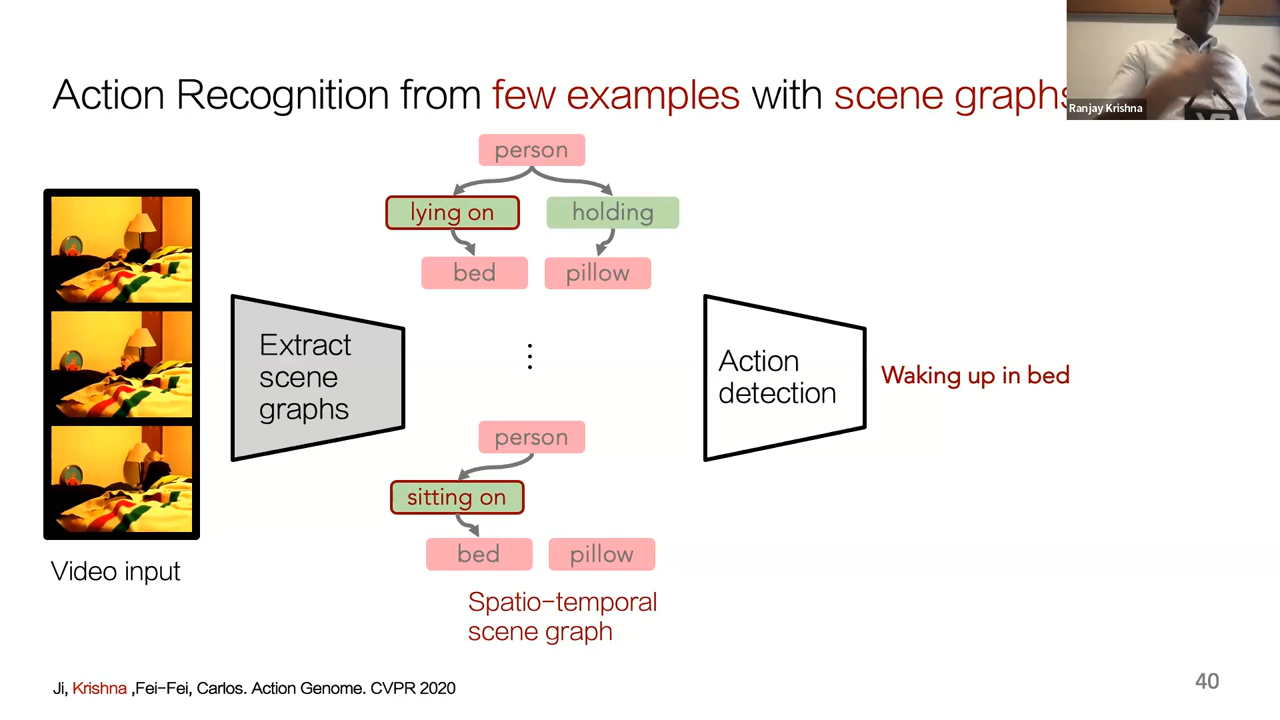 Action Recognition from few examples with scene graphs
Ranjay Krishna
person
lying on
holding
bed
pillow
Extract
scene
graphs
Action
detection
Waking up in bed
person
sitting on
bed
pillow
Video input
Spatio-temporal
scene graph
Ji, Krishna ,Fei-Fei, Carlos. Action Genome. CVPR 2020
40